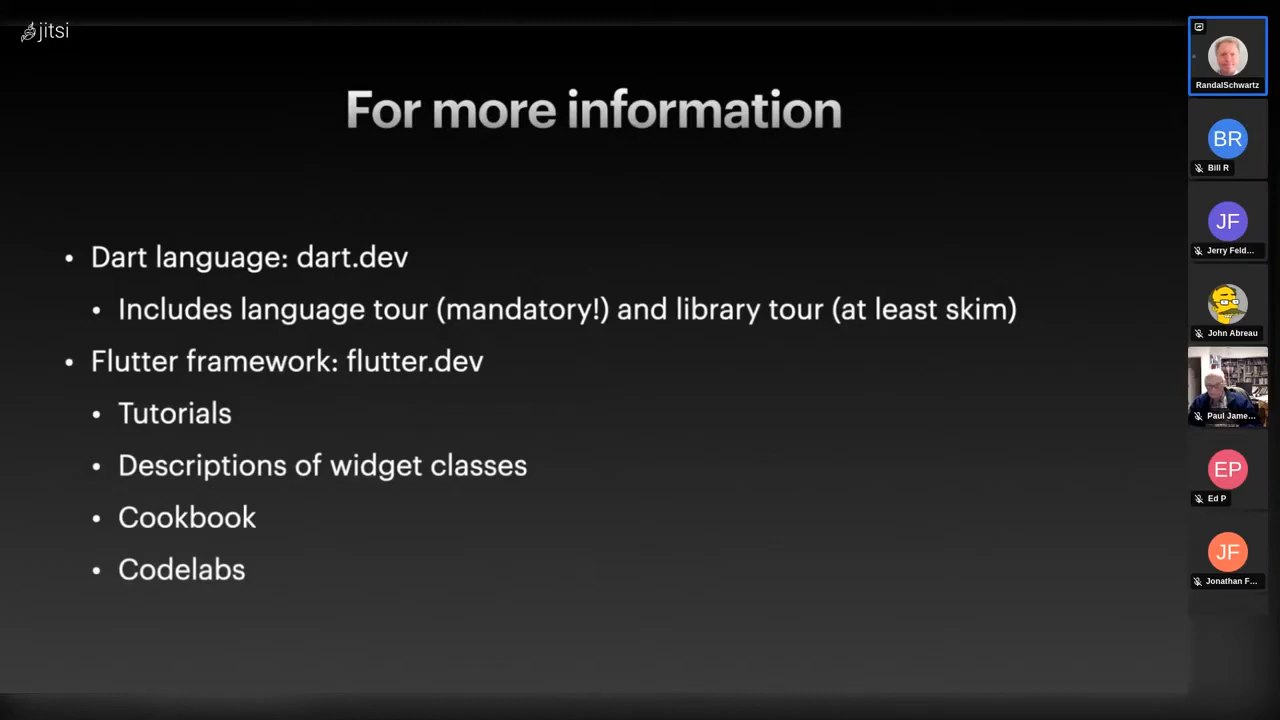 jitsi
For more information
• Dart language: dart.dev
• Includes language tour (mandatory!) and library tour (at least skim)
• Flutter framework: flutter.dev
• Tutorials
• Descriptions of widget classes
• Cookbook
• Codelabs
RandalSchwartz
BR
Bill R
JF
Jerry Feld...
John Abreau
Paul Jame...
EP
Ed P
JF
Jonathan F...